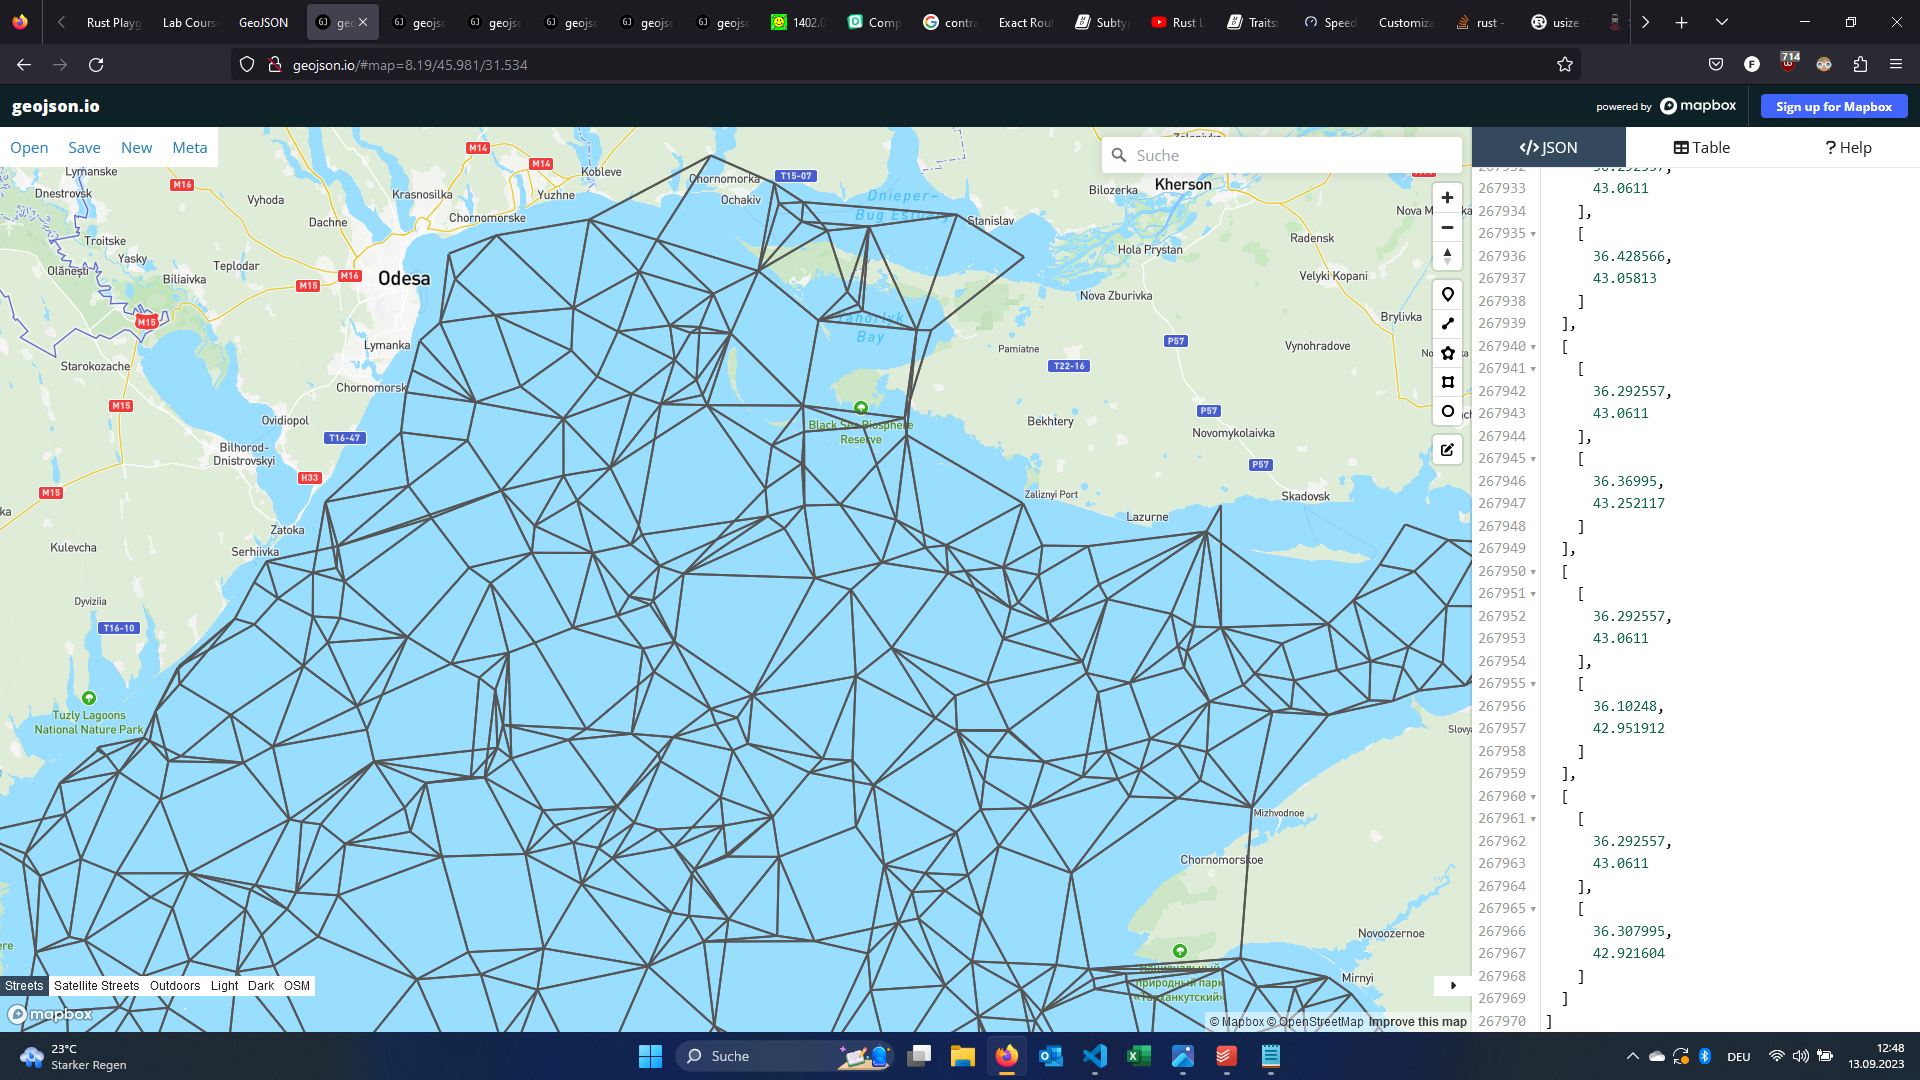 Rust Playg
Lab Cours
GeoJSON
geo
geojs
geojs
geojs
geojs
geojs
1402.0
Comp
contra
Exact Rout
Subty
Rust L
Traits:
Speed
Customiza
rust -
usize -
geojson.io/#map=8.19/45.981/31.534
714
geojson.io
powered by mapbox
Sign up for Mapbox
Open Save New Meta
Suche
JSON
Table
? Help
Lymanske
Dnestrovsk
M16
Vyhoda
Troitske
Yasky
Olănești
Biliaivka
Teplodar
Dachne
M15
M16
M15
Starokozache
M15
M15
Krasnosilka
M14
M14
Kobleve
Yuzhne
Chornomorske
Odesa
Lymanka
Chornomorsk
Ovidiopol
T16-47
Bilhorod-
Dnistrovskyi
H33
Zatoka
Serhiivka
Kulevcha
Dyviziia
T16-10
Tuzly Lagoons
National Nature Park
Chornomorka
T15-07
Ochakiv
Dnieper–
Stanislav
Bilozerka
Kherson
Radensk
Hola Prystan
Velyki Kopani
Nova Zburivka
Brylivka
Bay
Pamiatne
P57
Vynohradove
T22-16
Black Sea Biosphere
Reserve
Bekhtery
P57
Novomykolaivka
P57
Zaliznyi Port
Skadovsk
Lazurne
Mizhvodnoe
Chornomorskoe
Novoozernoe
Mirnyi
природный парк
267933 43.0611
267934 ],
267935 [
267936 36.428566,
267937 43.05813
267938 ]
267939 ],
267940 [
267941 [
267942 36.292557,
267943 43.0611
267944 ],
267945 [
267946 36.36995,
267947 43.252117
267948 ]
267949 ],
267950 [
267951 [
267952 36.292557,
267953 43.0611
267954 ],
267955 [
267956 36.10248,
267957 42.951912
267958 ]
267959 ],
267960 [
267961 [
267962 36.292557,
267963 43.0611
267964 ],
267965 [
267966 36.307995,
267967 42.921604
267968 ]
267969 ]
267970 ]
Streets Satellite Streets Outdoors Light Dark OSM
mapbox
© Mapbox © OpenStreetMap Improve this map
23°C
Starker Regen
Suche
DEU
12:48
13.09.2023